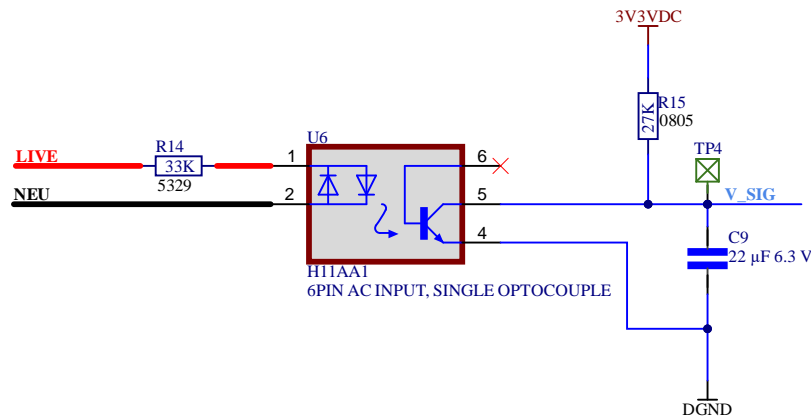 3V3VDC
R15
27K
0805
TP4
U6
R14
LIVE
33K
5329
1
6
NEU
2
5
V_SIG
4
C9
22 µF 6.3 V
H11AA1
6PIN AC INPUT, SINGLE OPTOCOUPLE
DGND